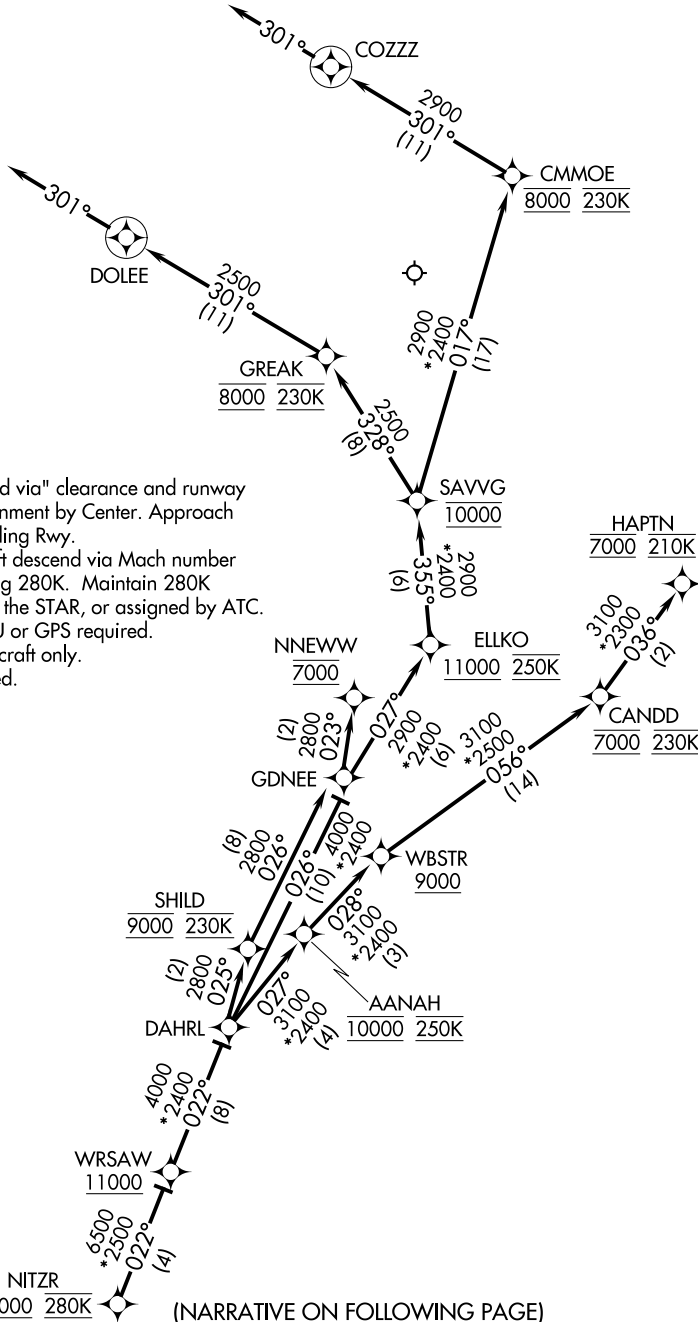 301°
COZZZ
2900
301°
(11)
CMMOE
8000 230K
301°
DOLEE
2500
301°
(11)
2900
*2400
017°
(17)
GREAK
8000 230K
2500
328°
(8)
SAVVG
10000
d via" clearance and runway
nment by Center. Approach
ding Rwy.
ft descend via Mach number
g 280K. Maintain 280K
the STAR, or assigned by ATC.
U or GPS required.
craft only.
ed.
HAPTN
7000 210K
2900
*2400
355°
(6)
3100
*2300
036°
(2)
NNEWW
7000
ELLKO
11000 250K
(2)
2800
023°
027°
2900
*2400
(6)
CANDD
7000 230K
3100
*2500
056°
(14)
GDNEE
(8)
2800
026°
4000
*2400
026°
(10)
WBSTR
9000
SHILD
9000 230K
028°
3100
*2400
(3)
(2)
2800
025°
AANAH
10000 250K
027°
3100
*2400
(4)
DAHRL
4000
*2400
022°
(8)
WRSAW
11000
6500
*2500
022°
(4)
NITZR
000 280K
(NARRATIVE ON FOLLOWING PAGE)